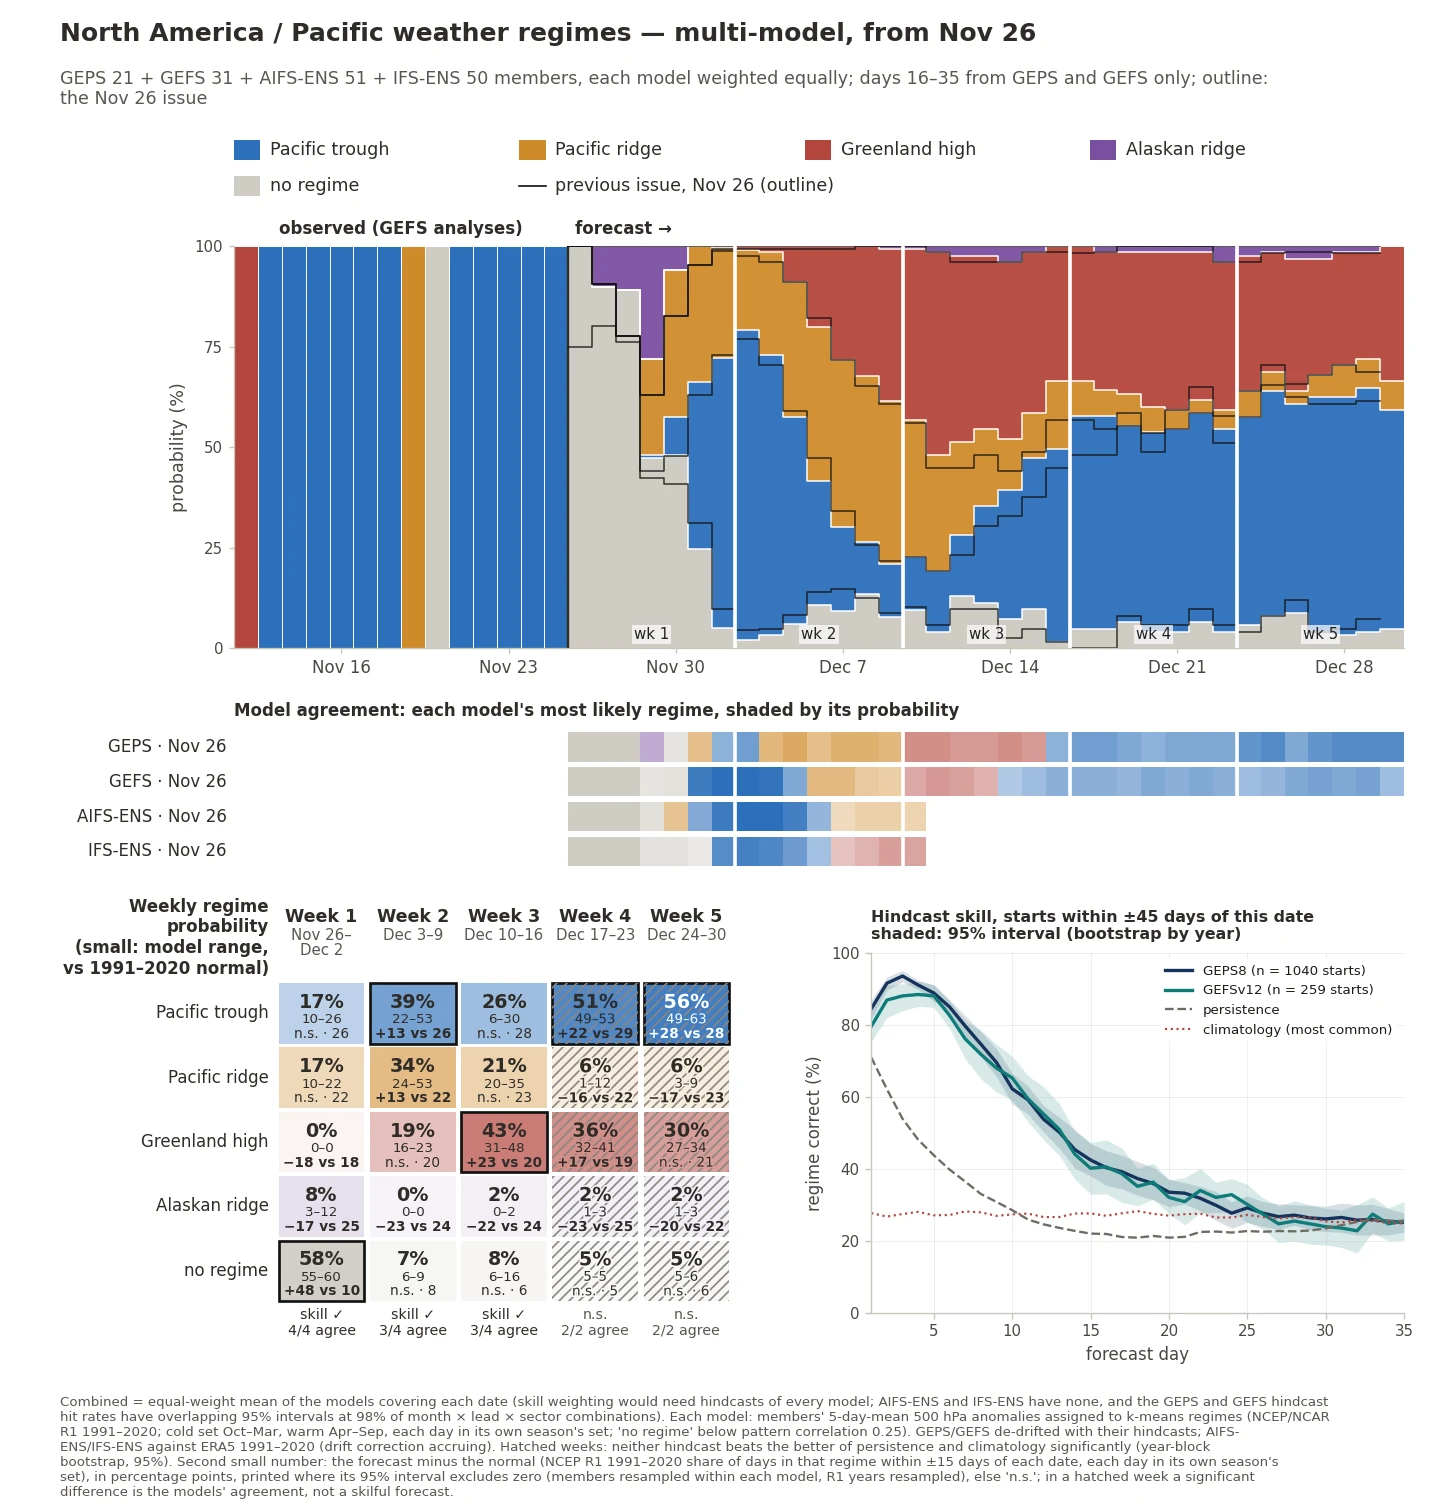 North America / Pacific weather regimes — multi-model, from Nov 26
GEPS 21 + GEFS 31 + AIFS-ENS 51 + IFS-ENS 50 members, each model weighted equally; days 16–35 from GEPS and GEFS only; outline:
the Nov 26 issue
Pacific trough
Pacific ridge
Greenland high
Alaskan ridge
no regime
previous issue, Nov 26 (outline)
observed (GEFS analyses)
forecast →
probability (%)
100
75
50
25
0
wk 1
wk 2
wk 3
wk 4
wk 5
Nov 16
Nov 23
Nov 30
Dec 7
Dec 14
Dec 21
Dec 28
Model agreement: each model's most likely regime, shaded by its probability
GEPS · Nov 26
GEFS · Nov 26
AIFS-ENS · Nov 26
IFS-ENS · Nov 26
Weekly regime
probability
(small: model range,
vs 1991–2020 normal)
Week 1 Week 2 Week 3 Week 4 Week 5
Nov 26– Dec 3–9 Dec 10–16 Dec 17–23 Dec 24–30
Dec 2
Pacific trough
17% 39% 26% 51% 56%
10–26 22–53 6–30 49–53 49–63
n.s. · 26 +13 vs 26 n.s. · 28 +22 vs 29 +28 vs 28
Pacific ridge
17% 34% 21% 6% 6%
10–22 24–53 20–35 1–12 3–9
n.s. · 22 +13 vs 22 n.s. · 23 −16 vs 22 −17 vs 23
Greenland high
0% 19% 43% 36% 30%
0–0 16–23 31–48 32–41 27–34
−18 vs 18 n.s. · 20 +23 vs 20 +17 vs 19 n.s. · 21
Alaskan ridge
8% 0% 2% 2% 2%
3–12 0–0 0–2 1–3 1–3
−17 vs 25 −23 vs 24 −22 vs 24 −23 vs 25 −20 vs 22
no regime
58% 7% 8% 5% 5%
55–60 6–9 6–16 5–5 5–6
+48 vs 10 n.s. · 8 n.s. · 6 n.s. · 5 n.s. · 6
skill ✓ skill ✓ skill ✓ n.s. n.s.
4/4 agree 3/4 agree 3/4 agree 2/2 agree 2/2 agree
Hindcast skill, starts within ±45 days of this date
shaded: 95% interval (bootstrap by year)
GEPS8 (n = 1040 starts)
GEFSv12 (n = 259 starts)
persistence
climatology (most common)
regime correct (%)
100
80
60
40
20
0
5 10 15 20 25 30 35
forecast day
Combined = equal-weight mean of the models covering each date (skill weighting would need hindcasts of every model; AIFS-ENS and IFS-ENS have none, and the GEPS and GEFS hindcast
hit rates have overlapping 95% intervals at 98% of month × lead × sector combinations). Each model: members' 5-day-mean 500 hPa anomalies assigned to k-means regimes (NCEP/NCAR
R1 1991–2020; cold set Oct–Mar, warm Apr–Sep, each day in its own season's set; 'no regime' below pattern correlation 0.25). GEPS/GEFS de-drifted with their hindcasts; AIFS-
ENS/IFS-ENS against ERA5 1991–2020 (drift correction accruing). Hatched weeks: neither hindcast beats the better of persistence and climatology significantly (year-block
bootstrap, 95%). Second small number: the forecast minus the normal (NCEP R1 1991–2020 share of days in that regime within ±15 days of each date, each day in its own season's
set), in percentage points, printed where its 95% interval excludes zero (members resampled within each model, R1 years resampled), else 'n.s.'; in a hatched week a significant
difference is the models' agreement, not a skilful forecast.